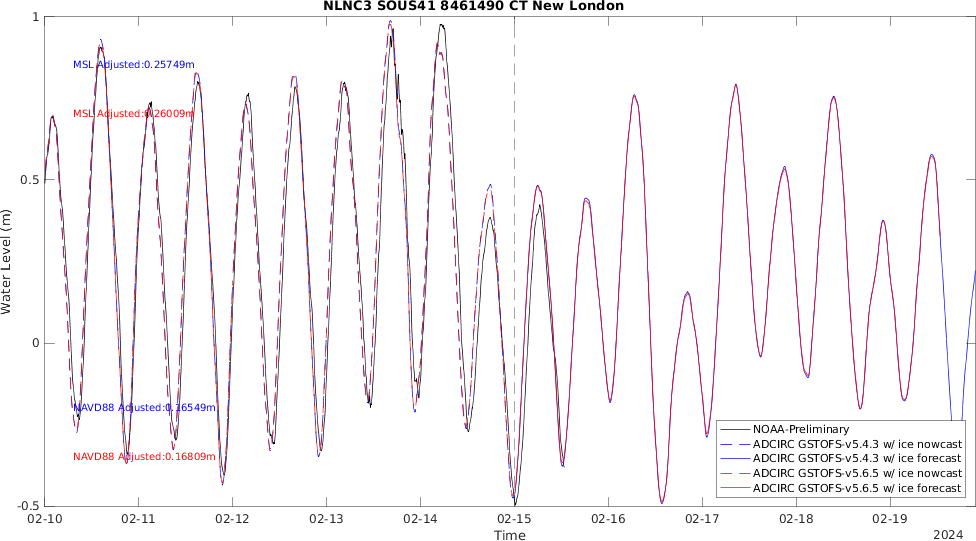 NLNC3 SOUS41 8461490 CT New London
1
MSL Adjusted:0.25749m
MSL Adjusted:0.26009m
0.5
Water Level (m)
0
NAVD88 Adjusted:0.16549m
NAVD88 Adjusted:0.16809m
-0.5
NOAA-Preliminary
ADCIRC GSTOFS-v5.4.3 w/ ice nowcast
ADCIRC GSTOFS-v5.4.3 w/ ice forecast
ADCIRC GSTOFS-v5.6.5 w/ ice nowcast
ADCIRC GSTOFS-v5.6.5 w/ ice forecast
02-10 02-11 02-12 02-13 02-14 02-15 02-16 02-17 02-18 02-19
Time
2024